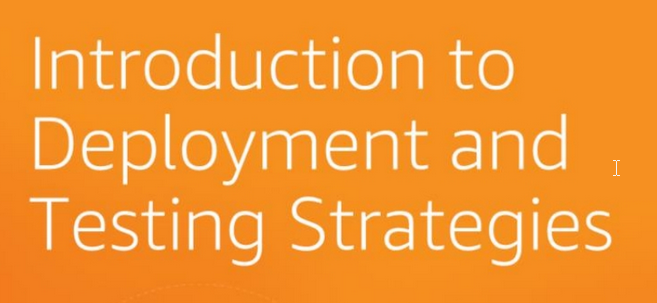 Introduction to
Deployment and
Testing Strategies